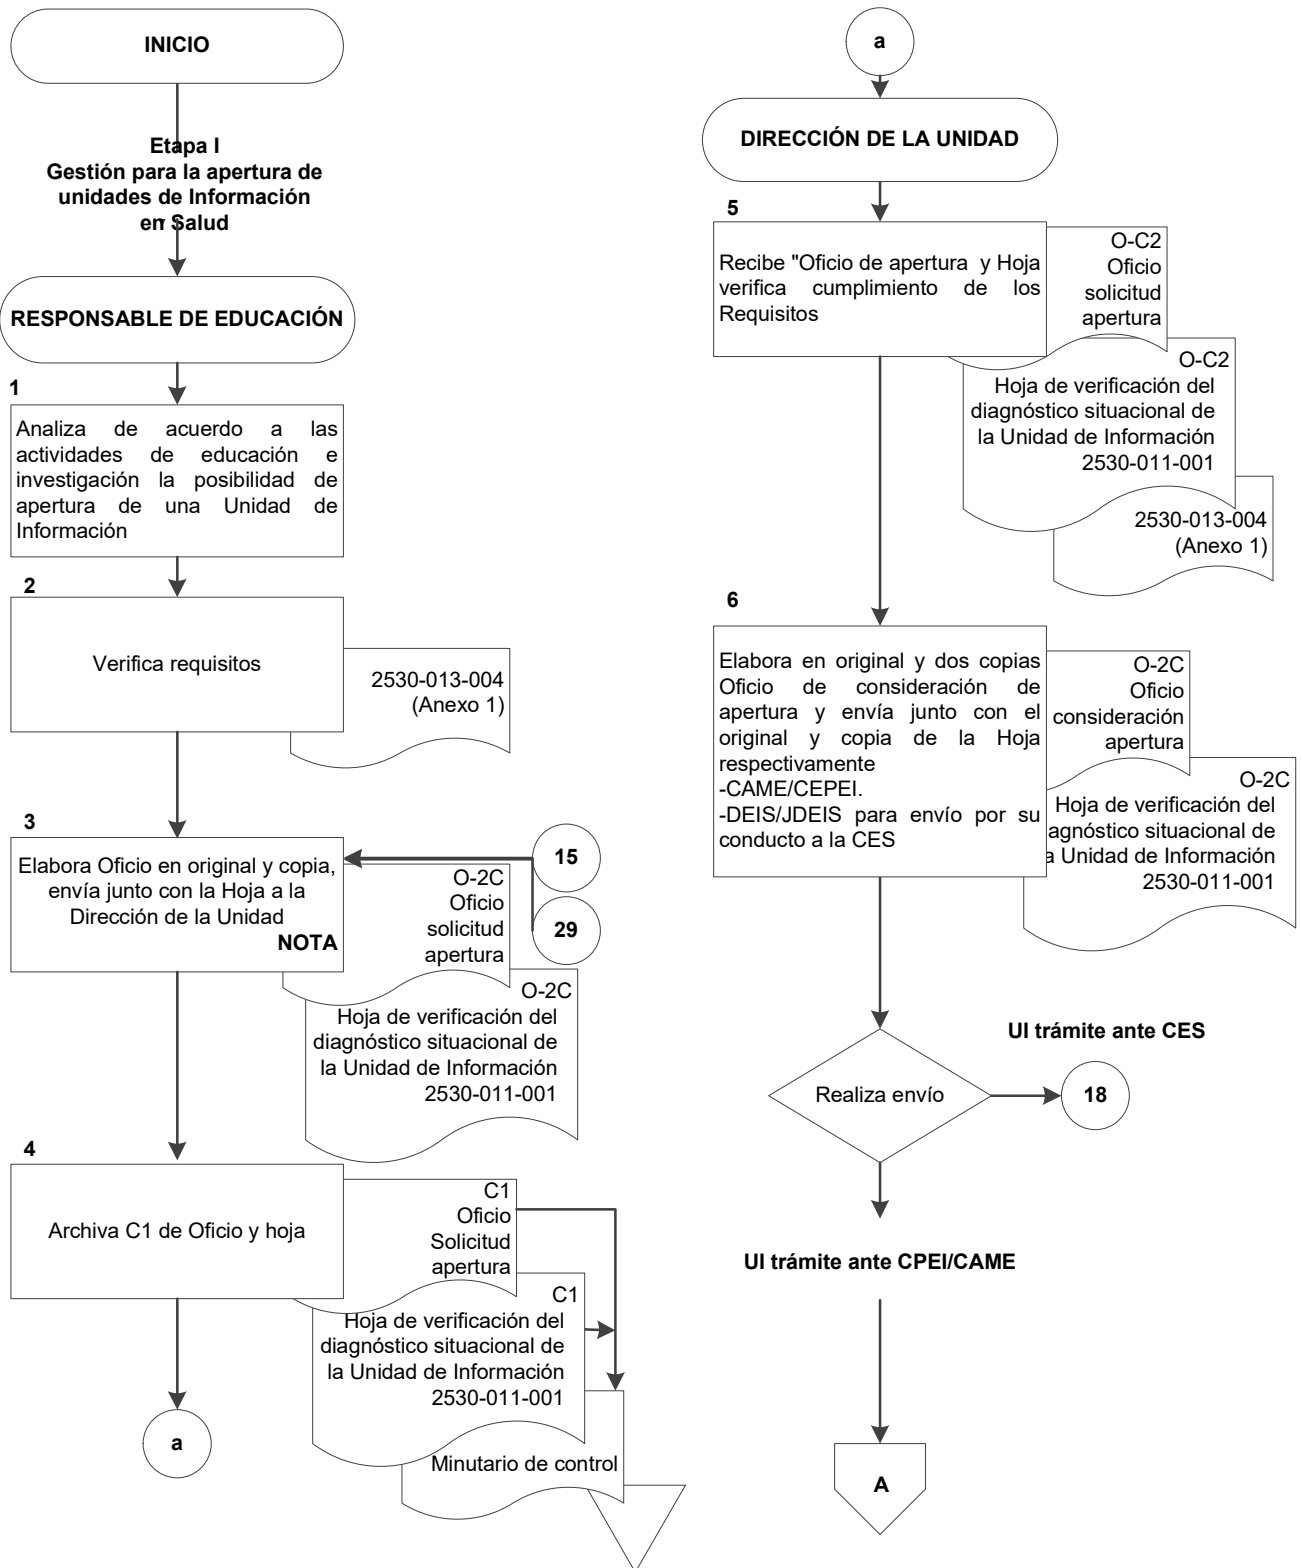 INICIO
Etapa I
Gestión para la apertura de
unidades de Información
en Salud
RESPONSABLE DE EDUCACIÓN
1
Analiza de acuerdo a las
actividades de educación e
investigación la posibilidad de
apertura de una Unidad de
Información
2
Verifica requisitos
2530-013-004
(Anexo 1)
3
Elabora Oficio en original y copia,
envía junto con la Hoja a la
Dirección de la Unidad
NOTA
15
29
O-2C
Oficio
solicitud
apertura
O-2C
Hoja de verificación del
diagnóstico situacional de
la Unidad de Información
2530-011-001
4
Archiva C1 de Oficio y hoja
C1
Oficio
Solicitud
apertura
C1
Hoja de verificación del
diagnóstico situacional de
la Unidad de Información
2530-011-001
Minutario de control
a
a
DIRECCIÓN DE LA UNIDAD
5
Recibe "Oficio de apertura y Hoja
verifica cumplimiento de los
Requisitos
O-C2
Oficio
solicitud
apertura
O-C2
Hoja de verificación del
diagnóstico situacional de
la Unidad de Información
2530-011-001
2530-013-004
(Anexo 1)
6
Elabora en original y dos copias
Oficio de consideración de
apertura y envía junto con el
original y copia de la Hoja
respectivamente
-CAME/CEPEI.
-DEIS/JDEIS para envío por su
conducto a la CES
O-2C
Oficio
consideración
apertura
O-2C
Hoja de verificación del
agnóstico situacional de
a Unidad de Información
2530-011-001
UI trámite ante CES
Realiza envío
18
UI trámite ante CPEI/CAME
A